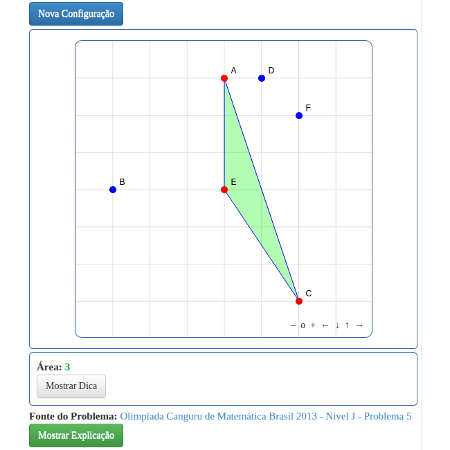 Nova Configuração
A
D
F
B
E
C
– o + ← ↓ ↑ →
Área: 3
Mostrar Dica
Fonte do Problema: Olimpíada Canguru de Matemática Brasil 2013 - Nível J - Problema 5
Mostrar Explicação